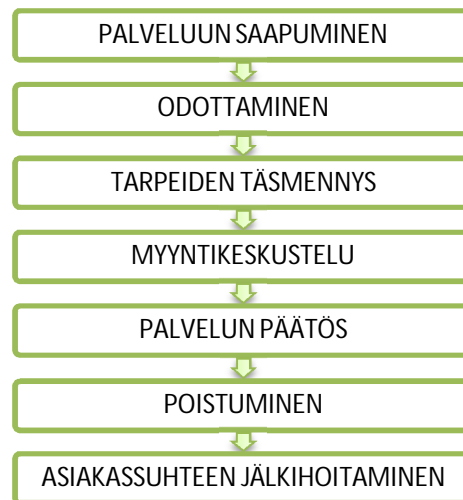 PALVELUUN SAAPUMINEN
ODOTTAMINEN
TARPEIDEN TÄSMENNYS
MYYNTIKESKUSTELU
PALVELUN PÄÄTÖS
POISTUMINEN
ASIAKASSUHTEEN JÄLKIHOITAMINEN